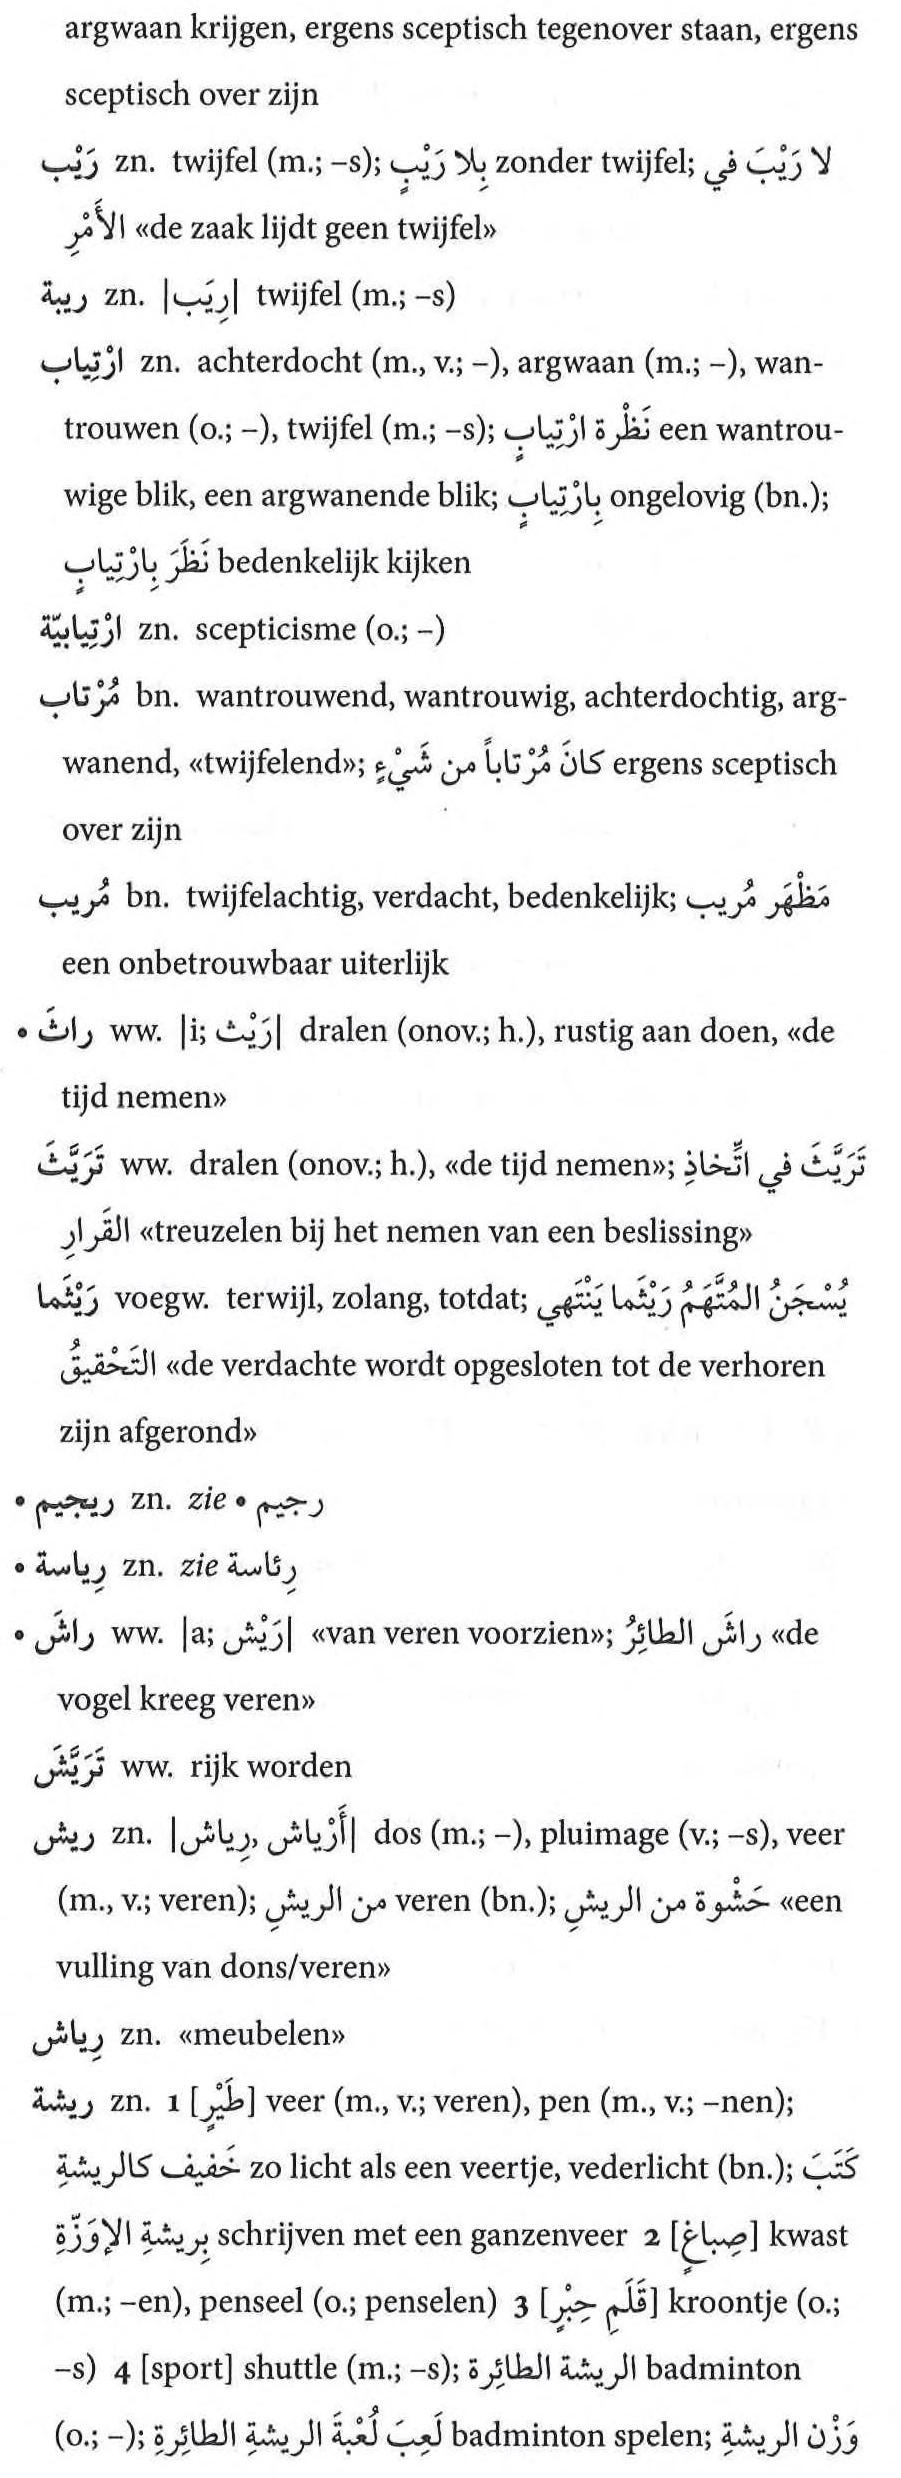 argwaan krijgen, ergens sceptisch tegenover staan, ergens
sceptisch over zijn
رَيْب zn. twijfel (m.; –s); بِلا رَيْبٍ zonder twijfel; لا رَيْبَ في
الأَمْرِ «de zaak lijdt geen twijfel»
ريبة zn. |رِيَب| twijfel (m.; –s)
ارْتِياب zn. achterdocht (m., v.; –), argwaan (m.; –), wan-
trouwen (o.; –), twijfel (m.; –s); نَظْرة ارْتِيابٍ een wantrou-
wige blik, een argwanende blik; بِارْتِيابٍ ongelovig (bn.);
نَظَرَ بِارْتِيابٍ bedenkelijk kijken
ارْتِيابيّة zn. scepticisme (o.; –)
مُرْتاب bn. wantrouwend, wantrouwig, achterdochtig, arg-
wanend, «twijfelend»; كانَ مُرْتاباً من شَيْءٍ ergens sceptisch
over zijn
مُريب bn. twijfelachtig, verdacht, bedenkelijk; مَظْهَر مُريب
een onbetrouwbaar uiterlijk
• راثَ ww. |i; رَيْث| dralen (onov.; h.), rustig aan doen, «de
tijd nemen»
تَرَيَّثَ ww. dralen (onov.; h.), «de tijd nemen»; تَرَيَّثَ في اتِّخاذِ
القَرارِ «treuzelen bij het nemen van een beslissing»
رَيْثَما voegw. terwijl, zolang, totdat; يُسْجَنُ المُتَّهَمُ رَيْثَما يَنْتَهي
التَحْقيقُ «de verdachte wordt opgesloten tot de verhoren
zijn afgerond»
• ريجيم zn. zie • رجيم
• رِياسة zn. zie رِئاسة
• راشَ ww. |a; رَيْش| «van veren voorzien»; راشَ الطائِرُ «de
vogel kreeg veren»
تَرَيَّشَ ww. rijk worden
ريش zn. |أَرْياش ,رِياش| dos (m.; –), pluimage (v.; –s), veer
(m., v.; veren); من الريشِ veren (bn.); حَشْوة من الريشِ «een
vulling van dons/veren»
رِياش zn. «meubelen»
ريشة zn. 1 [طَيْرٍ] veer (m., v.; veren), pen (m., v.; –nen);
خَفيف كالريشةِ zo licht als een veertje, vederlicht (bn.); كَتَبَ
بِريشةِ الإوَزّةِ schrijven met een ganzenveer 2 [صِباغٍ] kwast
(m.; –en), penseel (o.; penselen) 3 [قَلَمِ حِبْرٍ] kroontje (o.;
–s) 4 [sport] shuttle (m.; –s); الريشة الطائِرة badminton
(o.; –); لَعِبَ لُعْبةَ الريشةِ الطائِرةِ badminton spelen; وَزْن الريشةِ